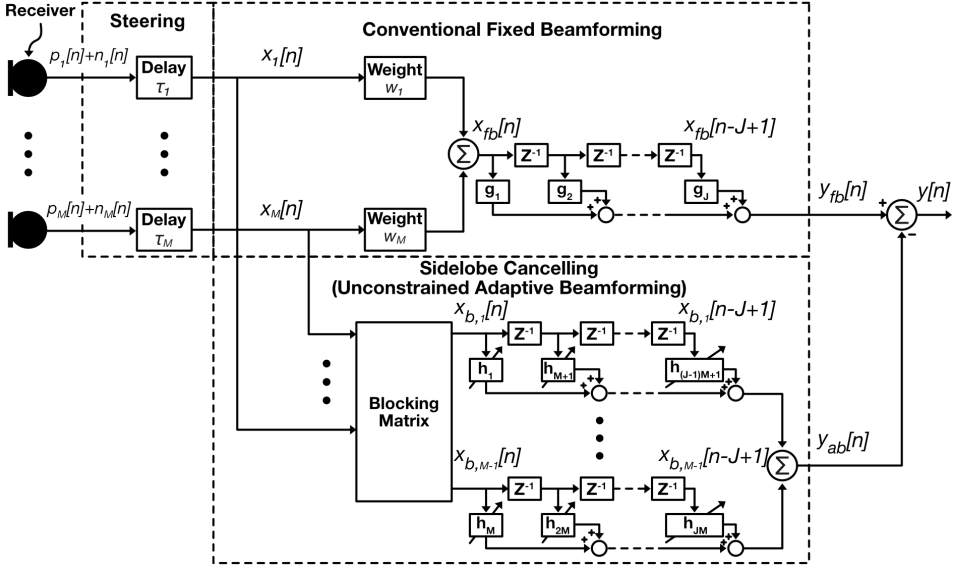 Receiver
Steering
Conventional Fixed Beamforming
p1[n]+n1[n]
Delay
τ1
x1[n]
Weight
w1
xfb[n]
xfb[n-J+1]
Σ
Z-1
Z-1
Z-1
g1
g2
gJ
+
+
+
+
yfb[n]
y[n]
+
Σ
-
pM[n]+nM[n]
Delay
τM
xM[n]
Weight
wM
Sidelobe Cancelling
(Unconstrained Adaptive Beamforming)
xb,1[n]
xb,1[n-J+1]
Z-1
Z-1
Z-1
h1
hM+1
h(J-1)M+1
+
+
+
+
Blocking
Matrix
yab[n]
Σ
xb,M-1[n]
xb,M-1[n-J+1]
Z-1
Z-1
Z-1
hM
h2M
hJM
+
+
+
+